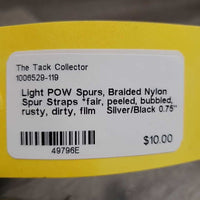 The Tack Collector
1006529-119
Light POW Spurs, Braided Nylon
Spur Straps *fair, peeled, bubbled,
rusty, dirty, film Silver/Black 0.75"
$10.00
49796E